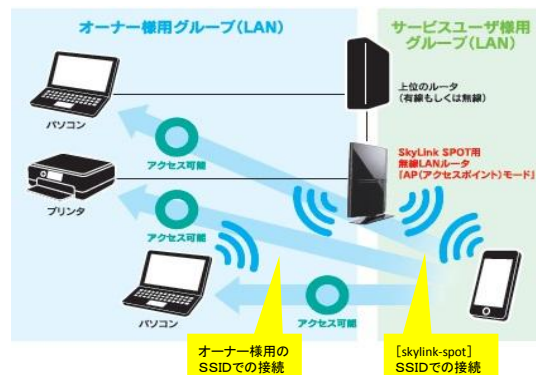 オーナー様用グループ(LAN)
サービスユーザ様用
グループ(LAN)
上位のルータ
(有線もしくは無線)
パソコン
アクセス可能
SkyLink SPOT用
無線LANルータ
「AP(アクセスポイント)モード」
プリンタ
アクセス可能
パソコン
アクセス可能
オーナー様用の
SSIDでの接続
[skylink-spot]
SSIDでの接続